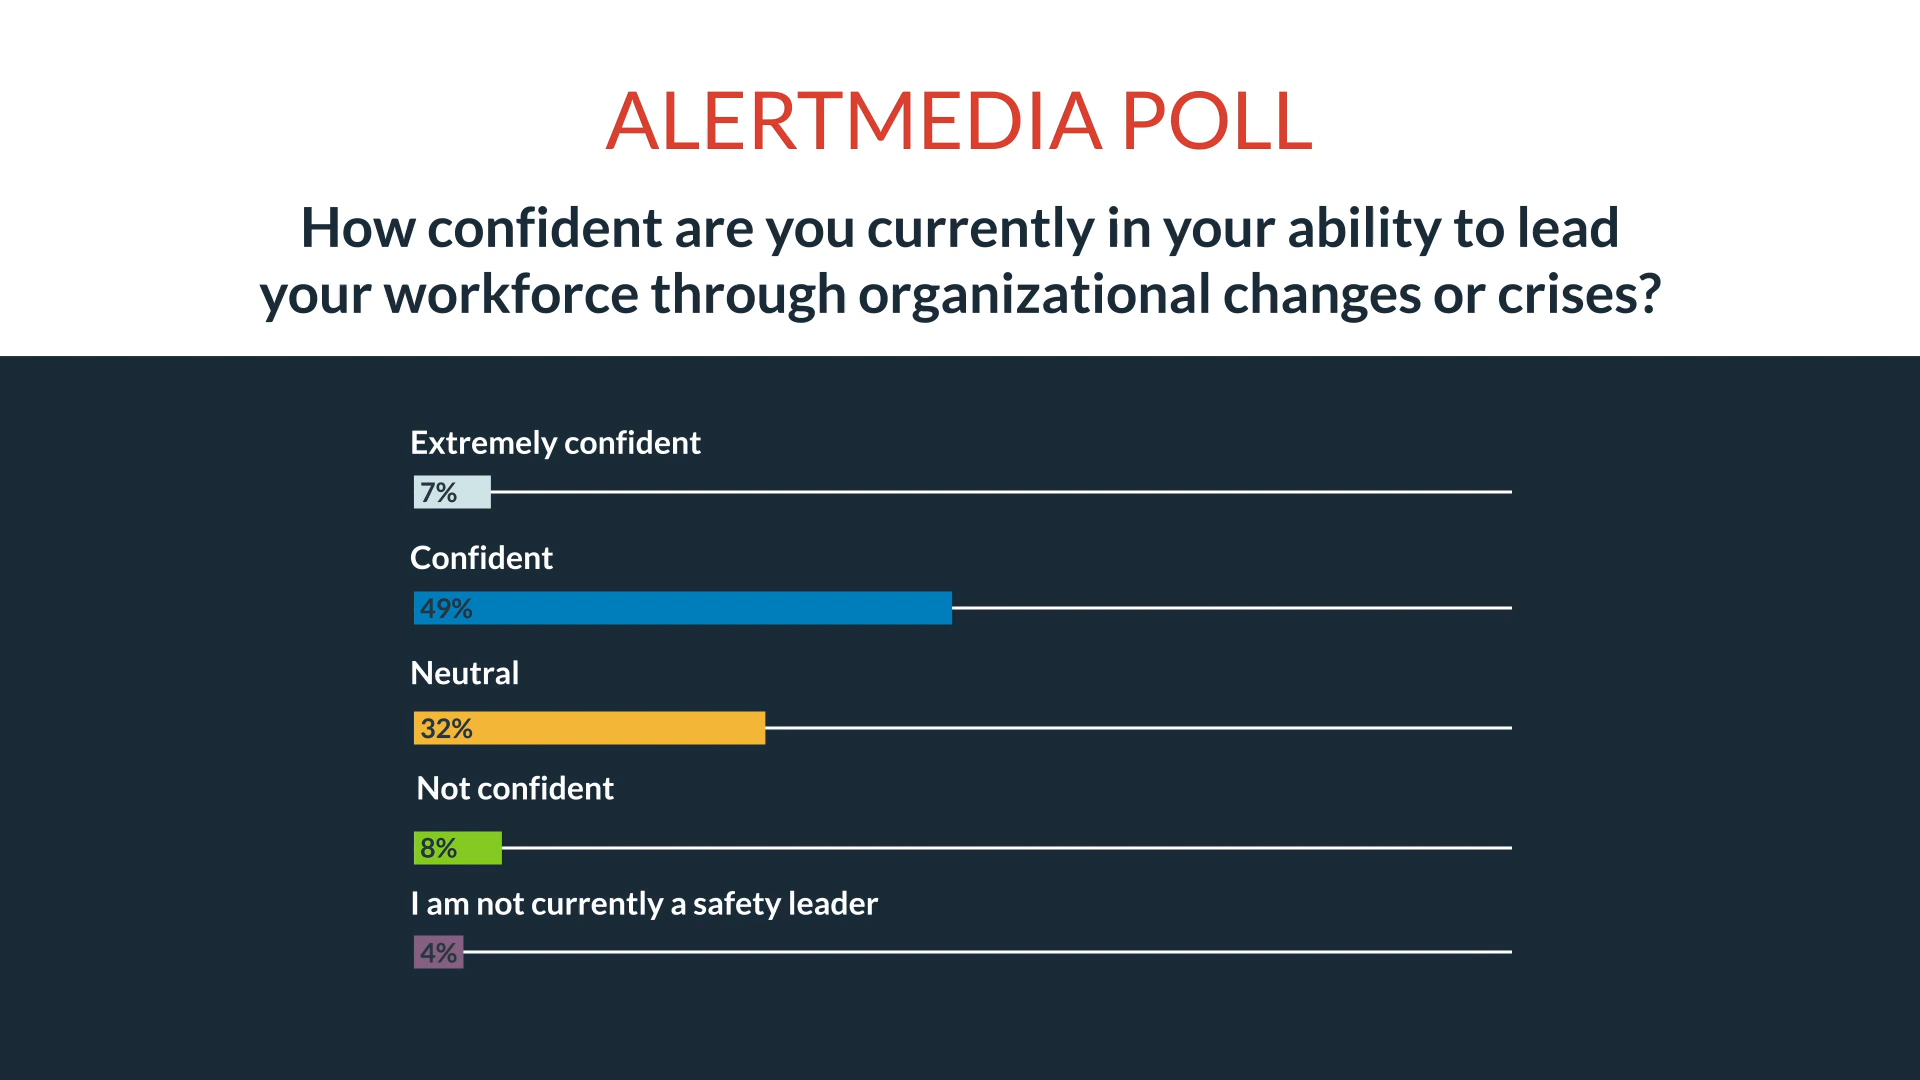 ALERTMEDIA POLL
How confident are you currently in your ability to lead
your workforce through organizational changes or crises?
Extremely confident
7%
Confident
49%
Neutral
32%
Not confident
8%
I am not currently a safety leader
4%